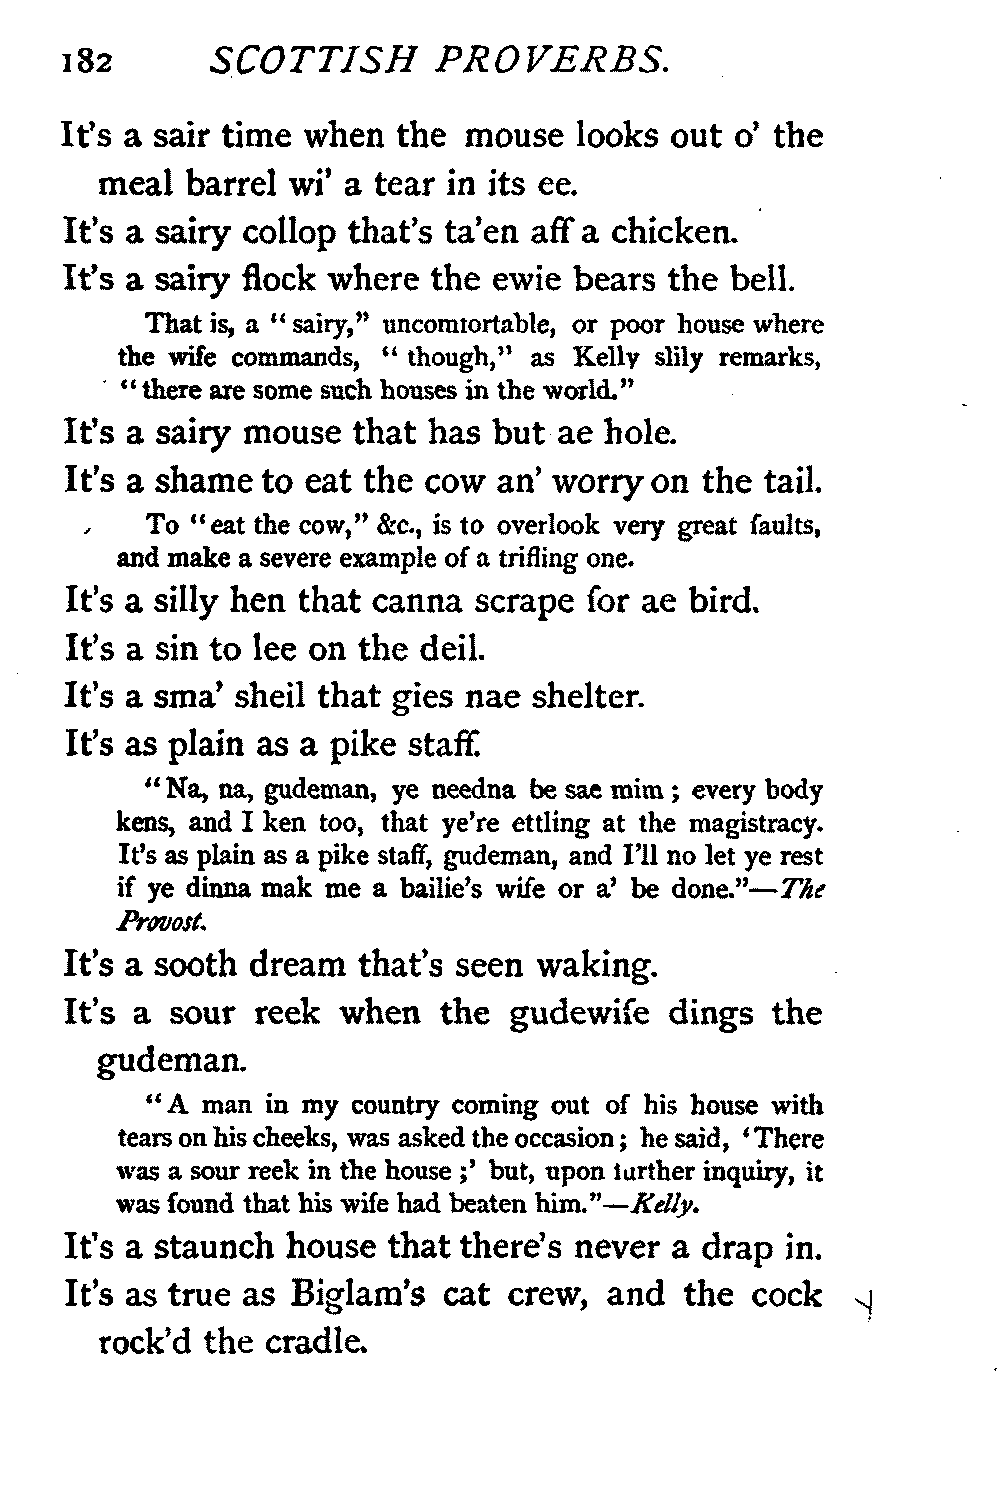 182 SCOTTISH PROVERBS.
It's a sair time when the mouse looks out o' the
meal barrel wi' a tear in its ee.
It's a sairy collop that's ta'en aff a chicken.
It's a sairy flock where the ewie bears the bell.
That is, a "sairy," uncomfortable, or poor house where
the wife commands, "though," as Kelly slily remarks,
"there are some such houses in the world."
It's a sairy mouse that has but ae hole.
It's a shame to eat the cow an' worry on the tail.
To "eat the cow," &c., is to overlook very great faults,
and make a severe example of a trifling one.
It's a silly hen that canna scrape for ae bird.
It's a sin to lee on the deil.
It's a sma' sheil that gies nae shelter.
It's as plain as a pike staff.
"Na, na, gudeman, ye needna be sae mim; every body
kens, and I ken too, that ye're ettling at the magistracy.
It's as plain as a pike staff, gudeman, and I'll no let ye rest
if ye dinna mak me a bailie's wife or a' be done."—The
Provost.
It's a sooth dream that's seen waking.
It's a sour reek when the gudewife dings the
gudeman.
"A man in my country coming out of his house with
tears on his cheeks, was asked the occasion; he said, 'There
was a sour reek in the house;' but, upon further inquiry, it
was found that his wife had beaten him."—Kelly.
It's a staunch house that there's never a drap in.
It's as true as Biglam's cat crew, and the cock
rock'd the cradle.